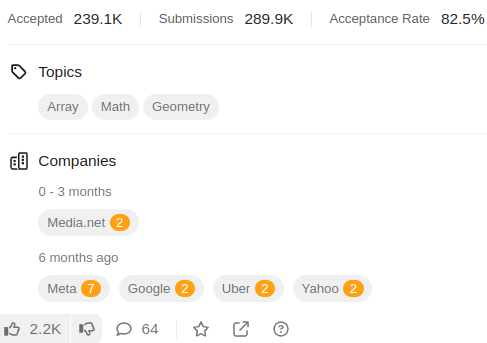 Accepted 239.1K Submissions 289.9K Acceptance Rate 82.5%
Topics
Array Math Geometry
Companies
0 - 3 months
Media.net 2
6 months ago
Meta 7 Google 2 Uber 2 Yahoo 2
2.2K 64